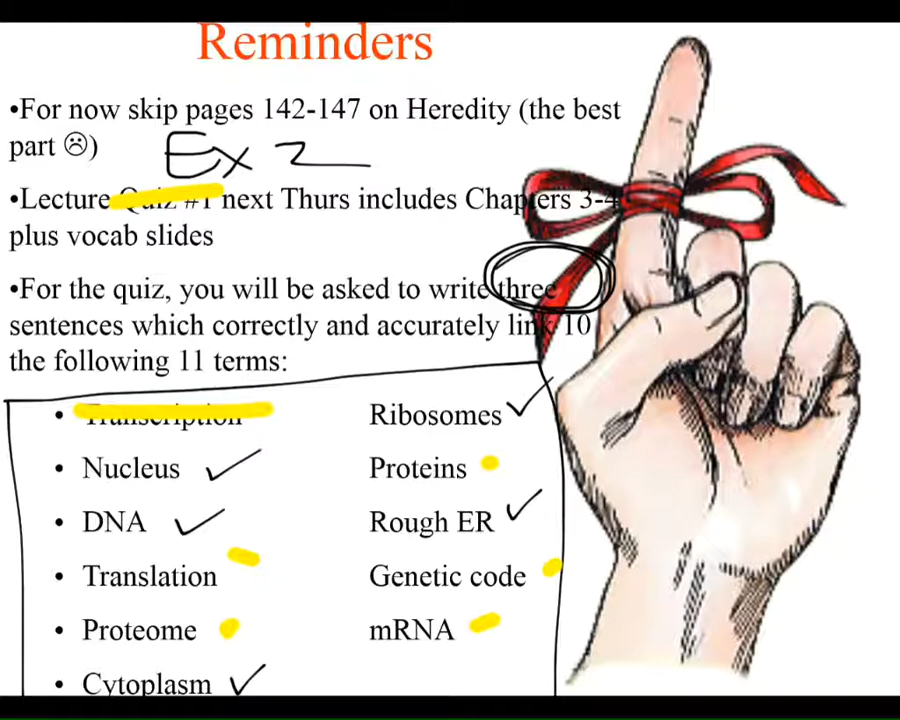 Reminders
•For now skip pages 142-147 on Heredity (the best
part ☹)
Ex 2
•Lecture Quiz #1 next Thurs includes Chapters 3-4
plus vocab slides
•For the quiz, you will be asked to write three
sentences which correctly and accurately link 10
the following 11 terms:
• Transcription
Ribosomes
• Nucleus
Proteins
• DNA
Rough ER
• Translation
Genetic code
• Proteome
mRNA
• Cytoplasm